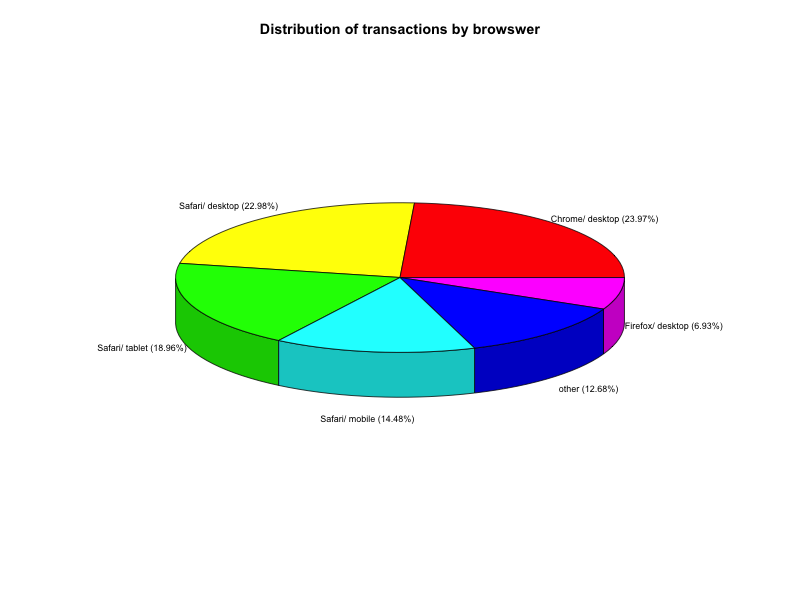 Distribution of transactions by browswer
Safari/ desktop (22.98%)
Chrome/ desktop (23.97%)
Firefox/ desktop (6.93%)
Safari/ tablet (18.96%)
other (12.68%)
Safari/ mobile (14.48%)